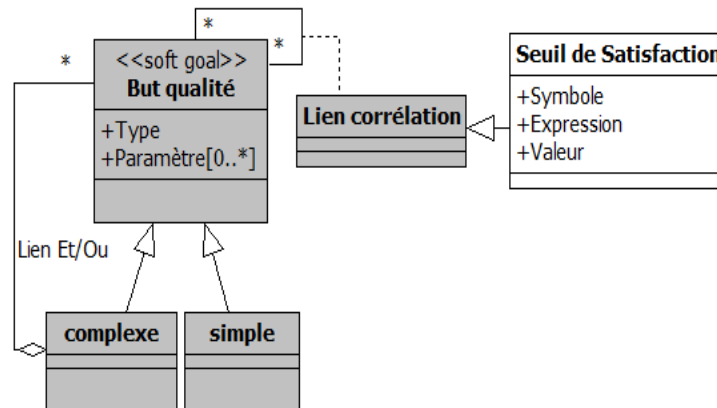 *
*
*
<<soft goal>>
But qualité
+Type
+Paramètre[0..*]
Lien corrélation
Seuil de Satisfaction
+Symbole
+Expression
+Valeur
Lien Et/Ou
complexe
simple